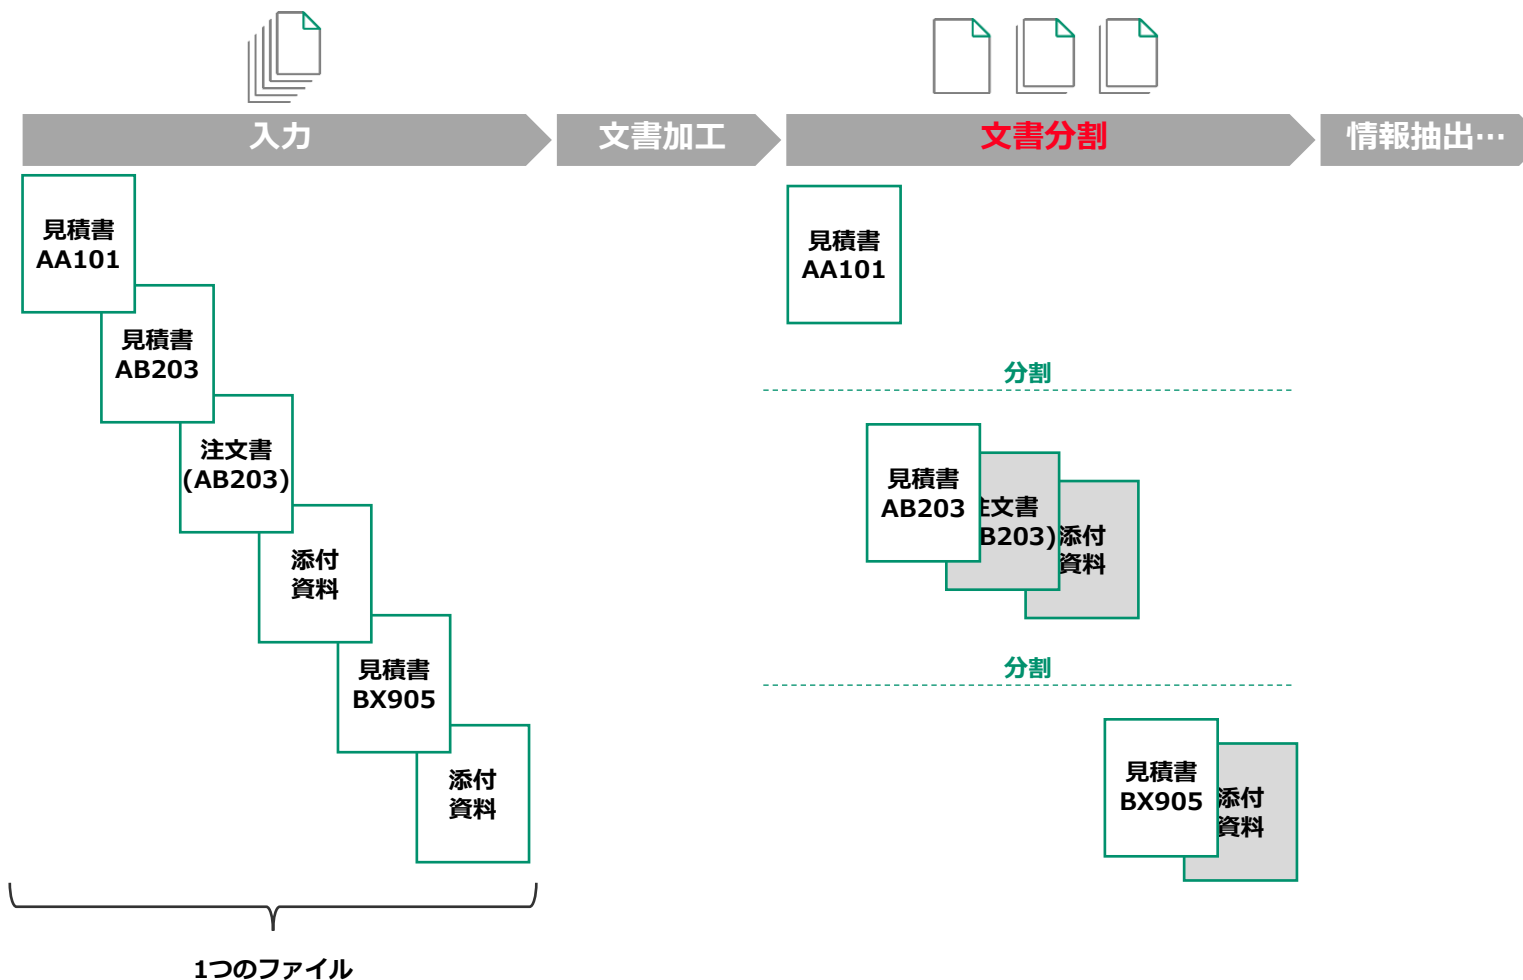 入力
文書加工
文書分割
情報抽出…
見積書
AA101
見積書
AB203
注文書
(AB203)
添付
資料
見積書
BX905
添付
資料
1つのファイル
見積書
AA101
分割
見積書
AB203
文書
B203)
添付
資料
分割
見積書
BX905
添付
資料